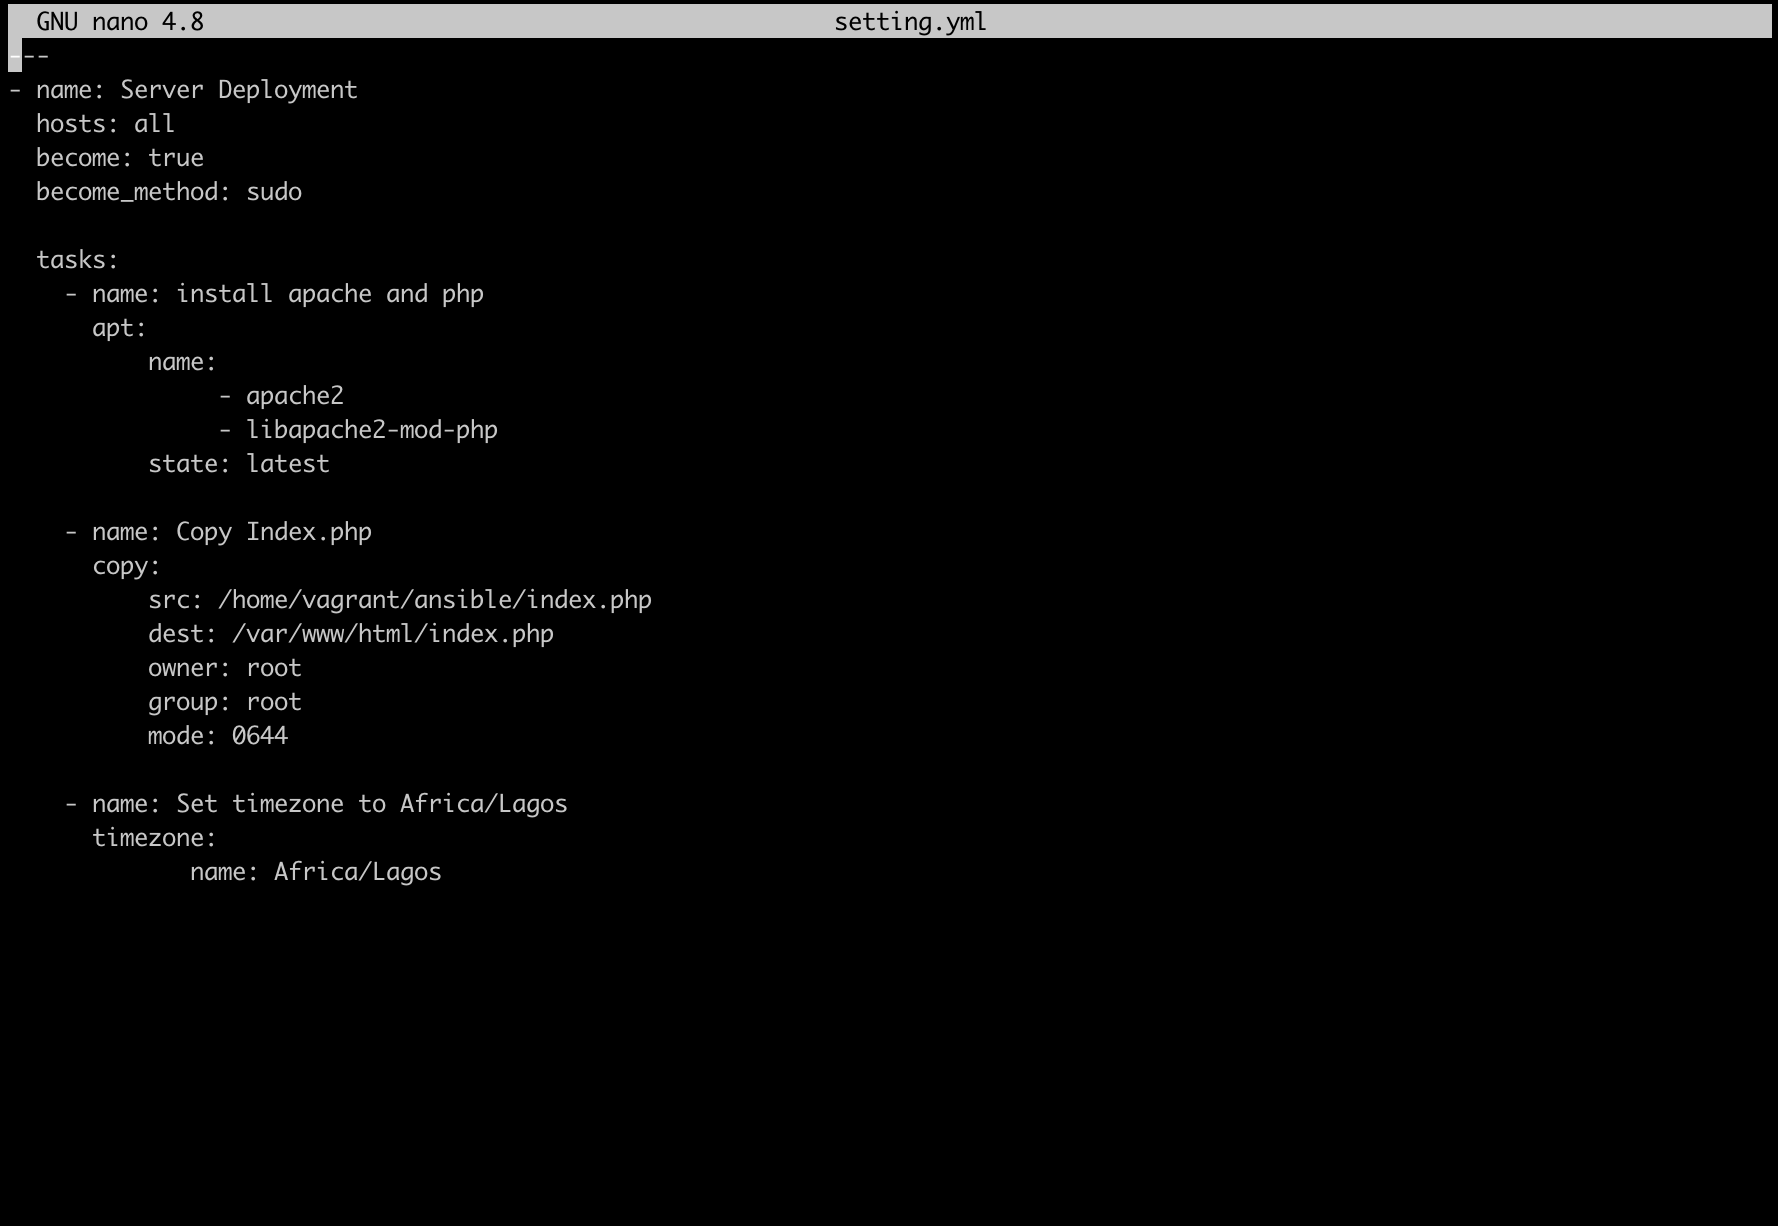 GNU nano 4.8 setting.yml
---
- name: Server Deployment
  hosts: all
  become: true
  become_method: sudo

  tasks:
    - name: install apache and php
      apt:
          name:
               - apache2
               - libapache2-mod-php
          state: latest

    - name: Copy Index.php
      copy:
          src: /home/vagrant/ansible/index.php
          dest: /var/www/html/index.php
          owner: root
          group: root
          mode: 0644

    - name: Set timezone to Africa/Lagos
      timezone:
             name: Africa/Lagos